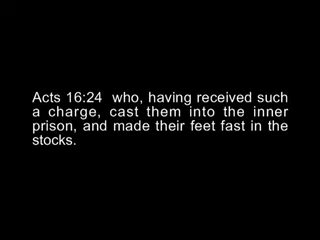 Acts 16:24  who, having received such
a charge, cast them into the inner
prison, and made their feet fast in the
stocks.